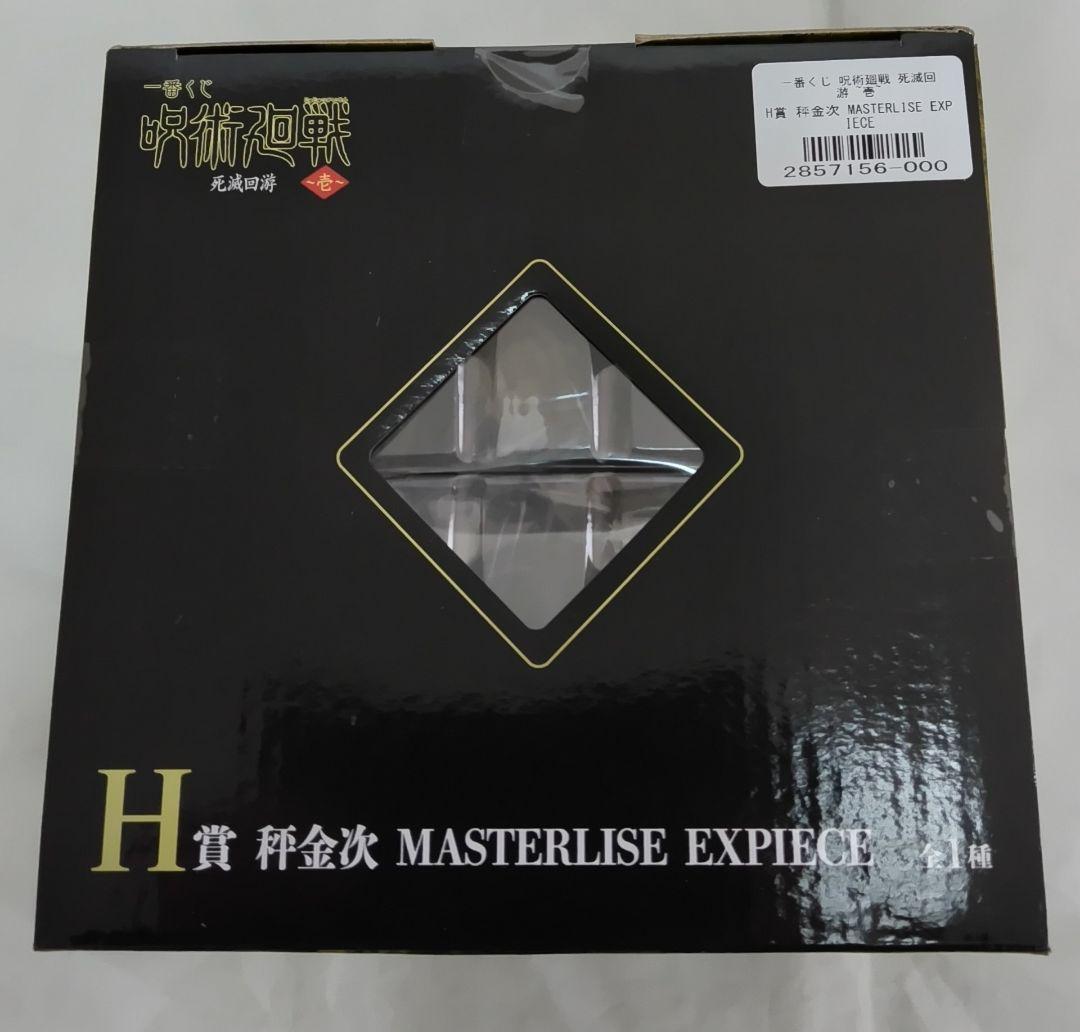 一番くじ
呪術廻戦
死滅回游 ~壱~
一番くじ 呪術廻戦 死滅回
游 ~壱~
H賞 秤金次 MASTERLISE EXP
IECE
2857156-000
H賞 秤金次 MASTERLISE EXPIECE 全1種